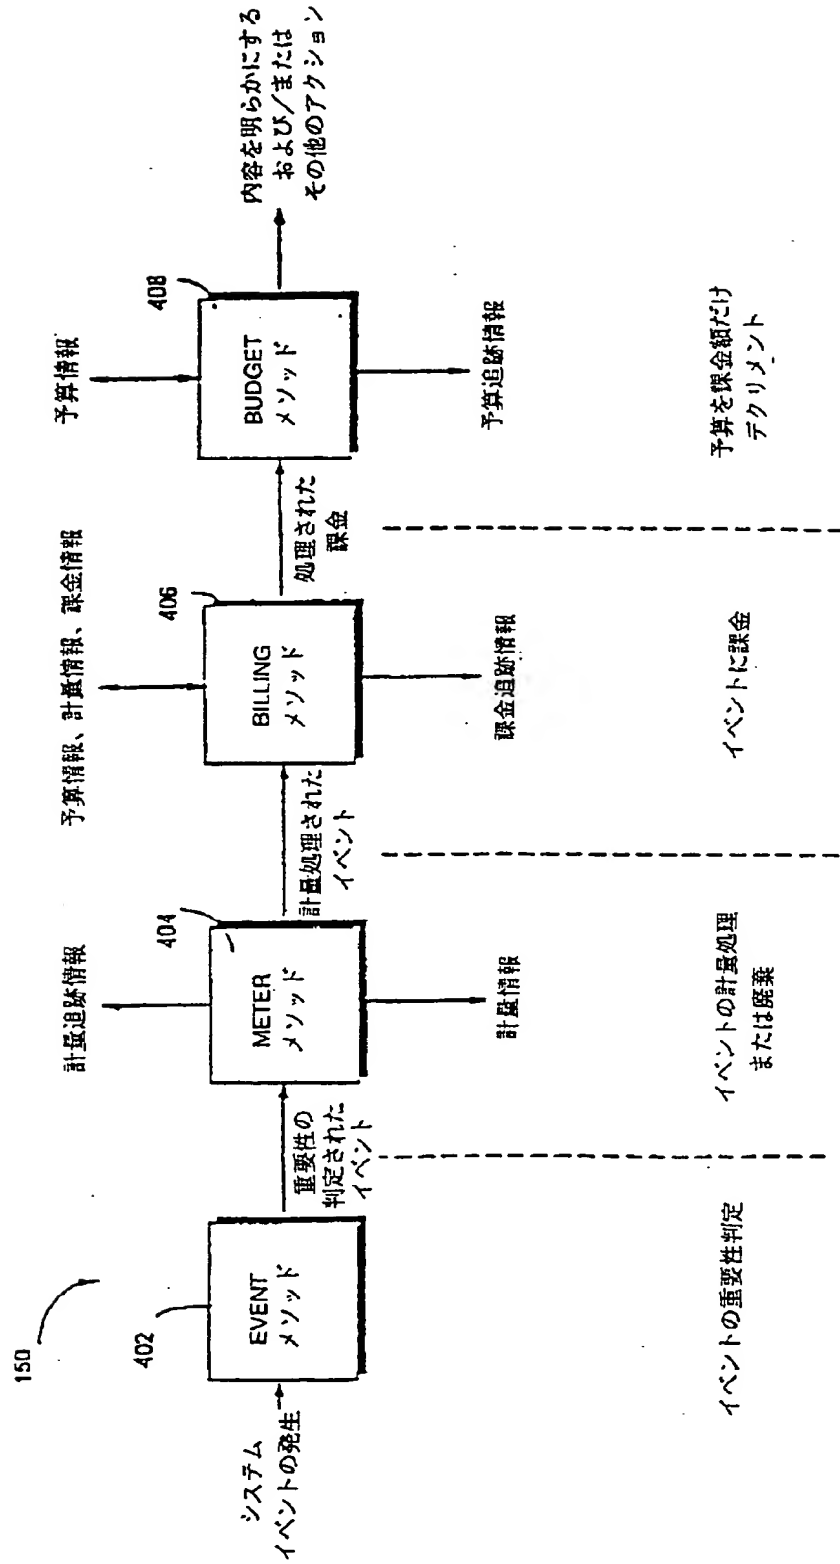 150
システム
イベントの発生
402
EVENT
メソッド
重要性の
判定された
イベント
イベントの重要性判定
計量追跡情報
404
METER
メソッド
計量情報
計量処理された
イベント
イベントの計量処理
または廃棄
予算情報、計量情報、課金情報
406
BILLING
メソッド
課金追跡情報
処理された
課金
イベントに課金
予算情報
408
BUDGET
メソッド
予算追跡情報
予算を課金額だけ
デクリメント
内容を明らかにする
および/または
その他のアクション